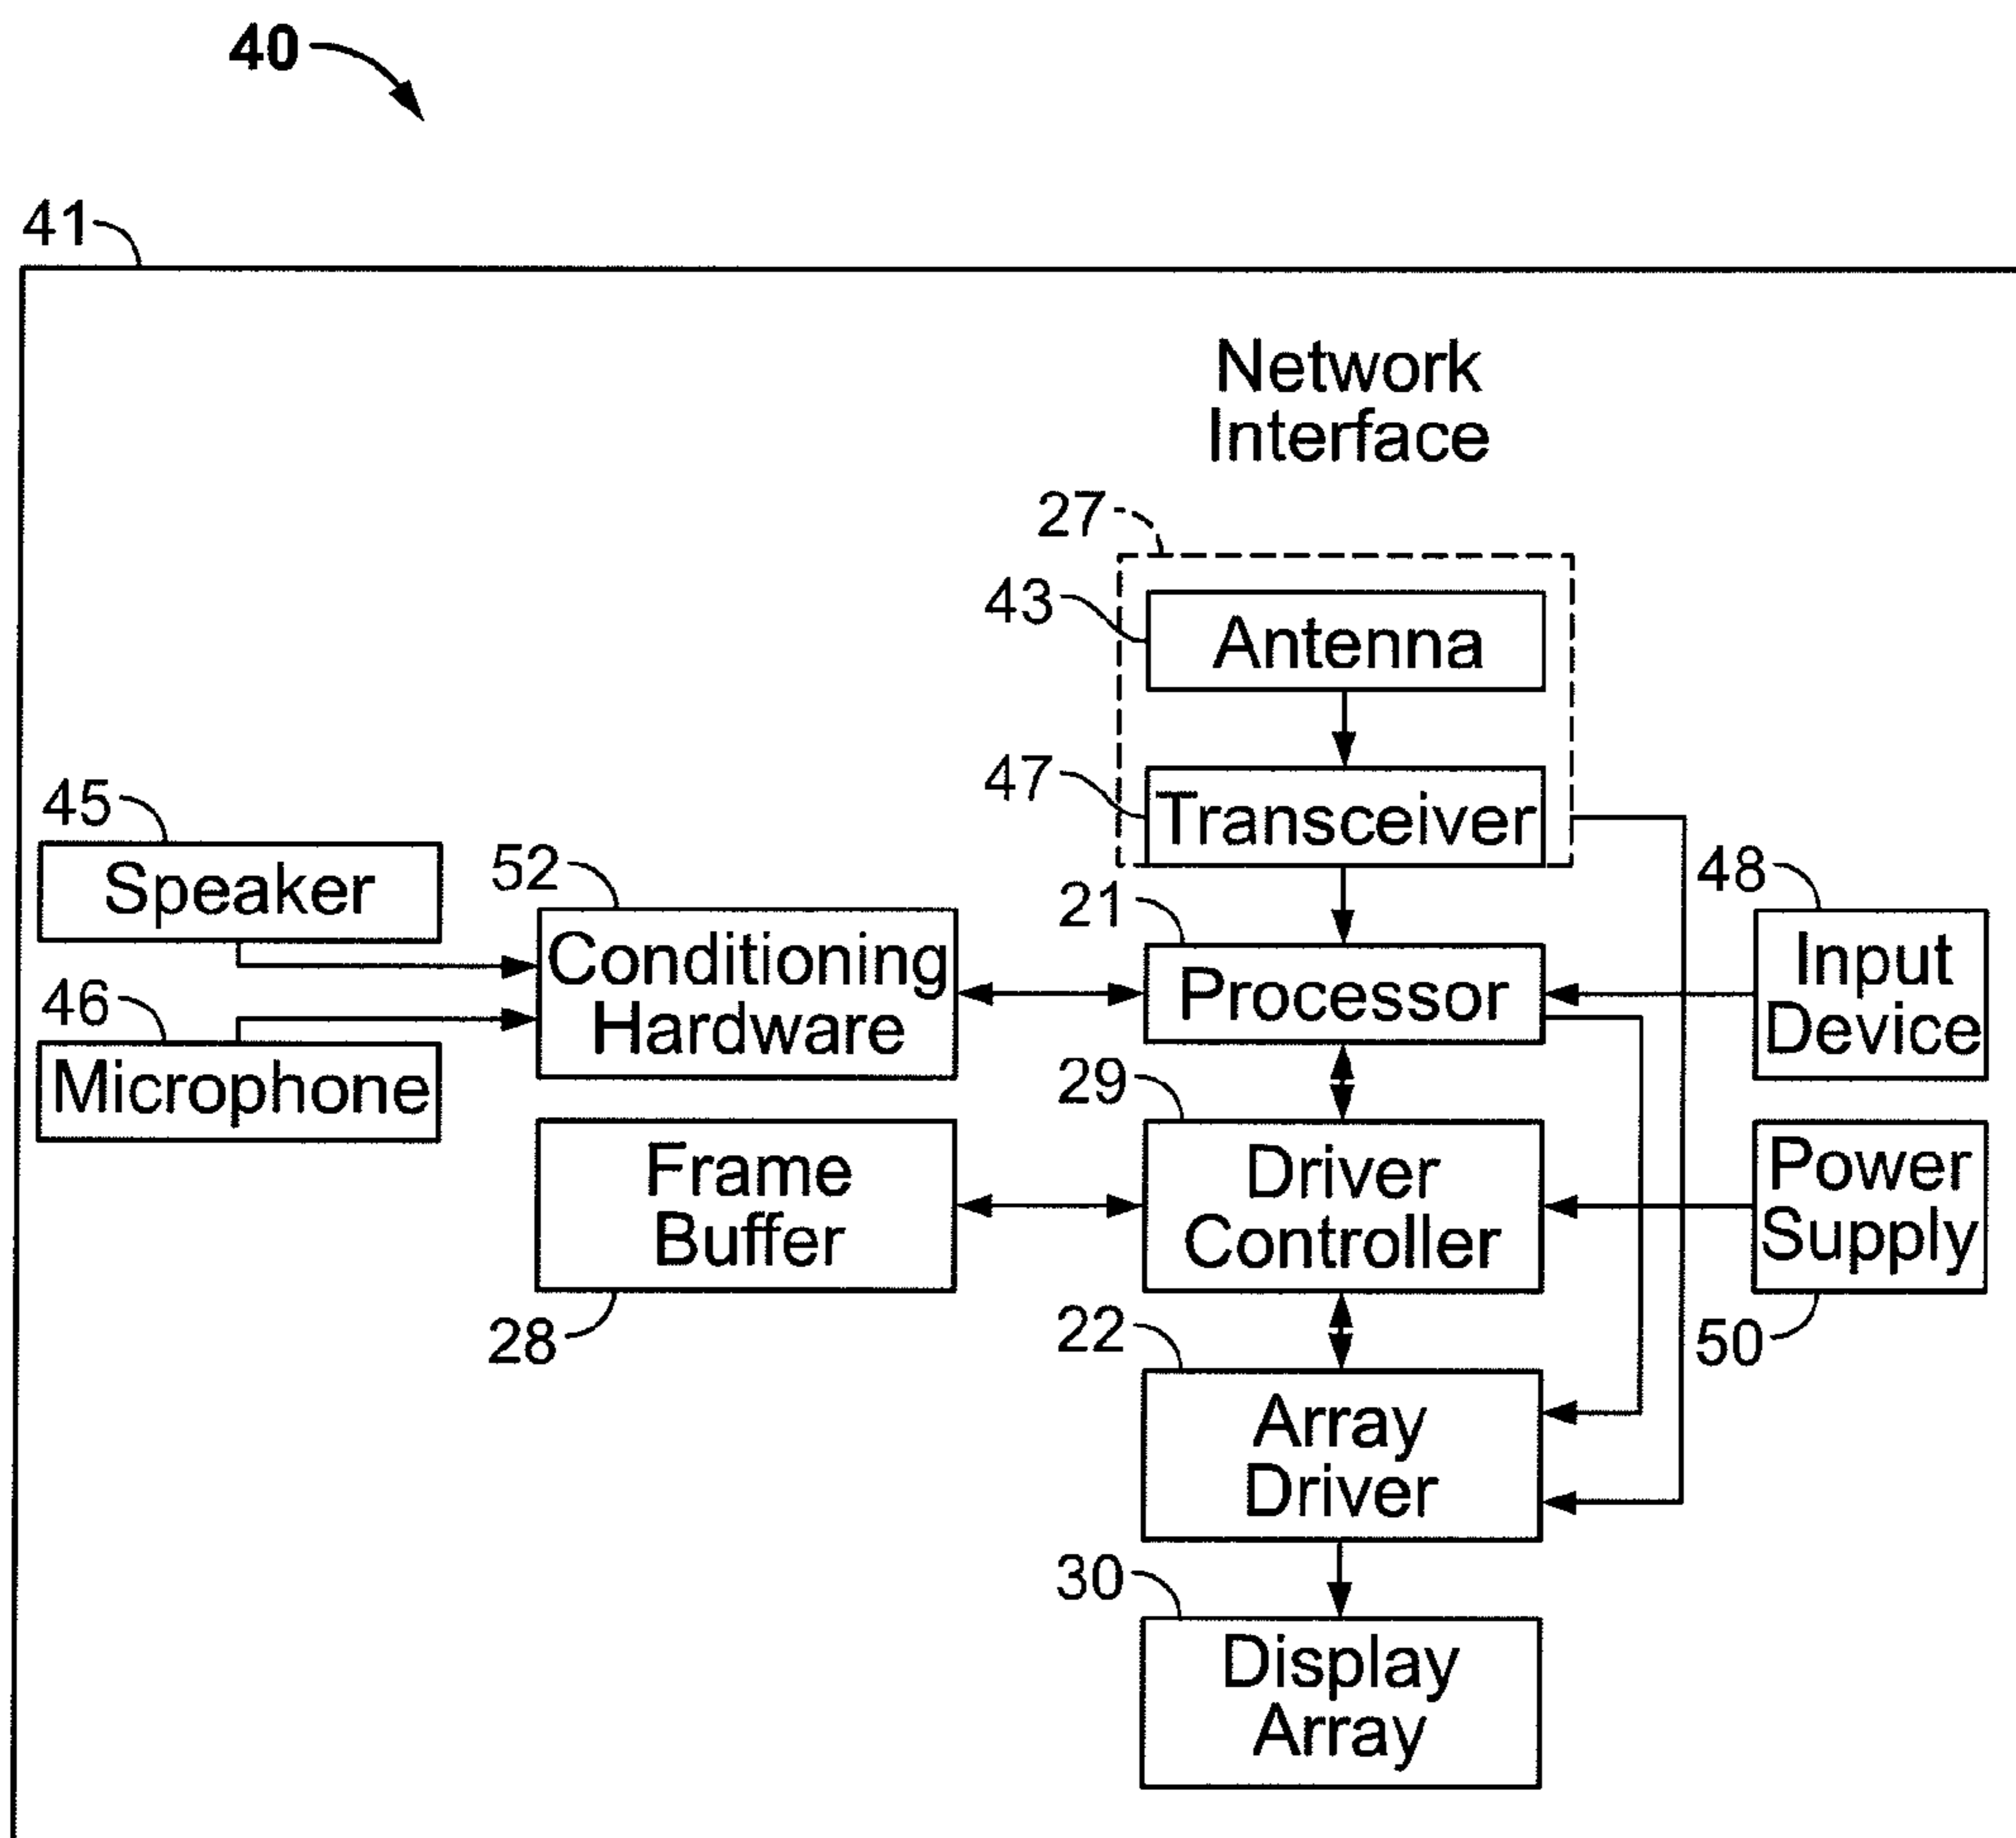 40
41
Network
Interface
27
43
Antenna
47
Transceiver
45
Speaker
52
Conditioning
Hardware
21
Processor
48
Input
Device
46
Microphone
29
Driver
Controller
Frame
Buffer
28
Power
Supply
50
22
Array
Driver
30
Display
Array